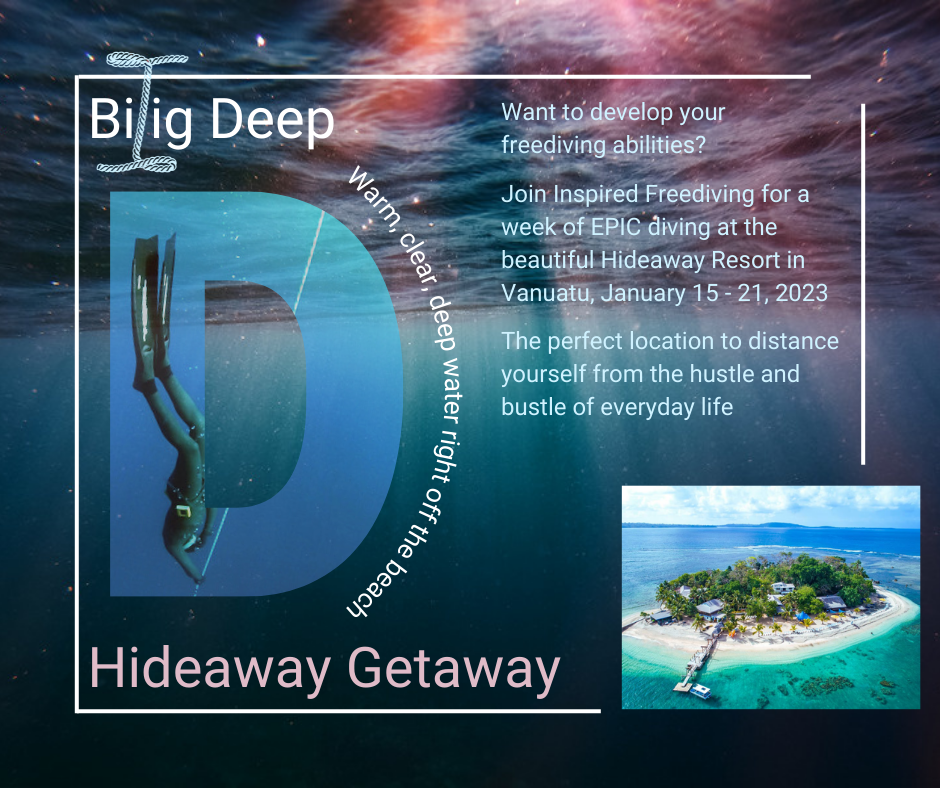 BiIig Deep
D
Warm, clear, deep water right off the beach
Hideaway Getaway
Want to develop your
freediving abilities?
Join Inspired Freediving for a
week of EPIC diving at the
beautiful Hideaway Resort in
Vanuatu, January 15 - 21, 2023
The perfect location to distance
yourself from the hustle and
bustle of everyday life